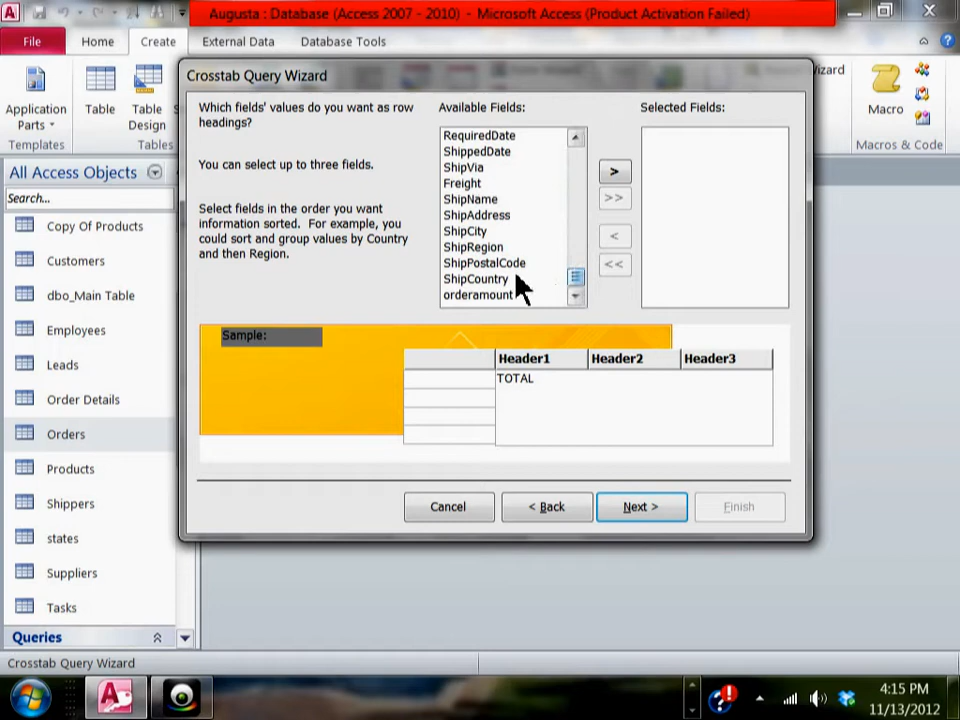 Augusta : Database (Access 2007 - 2010) - Microsoft Access (Product Activation Failed)
File Home Create External Data Database Tools
Application Parts
Table
Table Design
Macro
Templates
Tables
Macros & Code
All Access Objects
Search...
Copy Of Products
Customers
dbo_Main Table
Employees
Leads
Order Details
Orders
Products
Shippers
states
Suppliers
Tasks
Queries
Crosstab Query Wizard
Which fields' values do you want as row
headings?
You can select up to three fields.
Select fields in the order you want
information sorted. For example, you
could sort and group values by Country
and then Region.
Available Fields:
RequiredDate
ShippedDate
ShipVia
Freight
ShipName
ShipAddress
ShipCity
ShipRegion
ShipPostalCode
ShipCountry
orderamount
>
>>
<
<<
Selected Fields:
Sample:
Header1 Header2 Header3
TOTAL
Cancel < Back Next > Finish
Crosstab Query Wizard
4:15 PM
11/13/2012